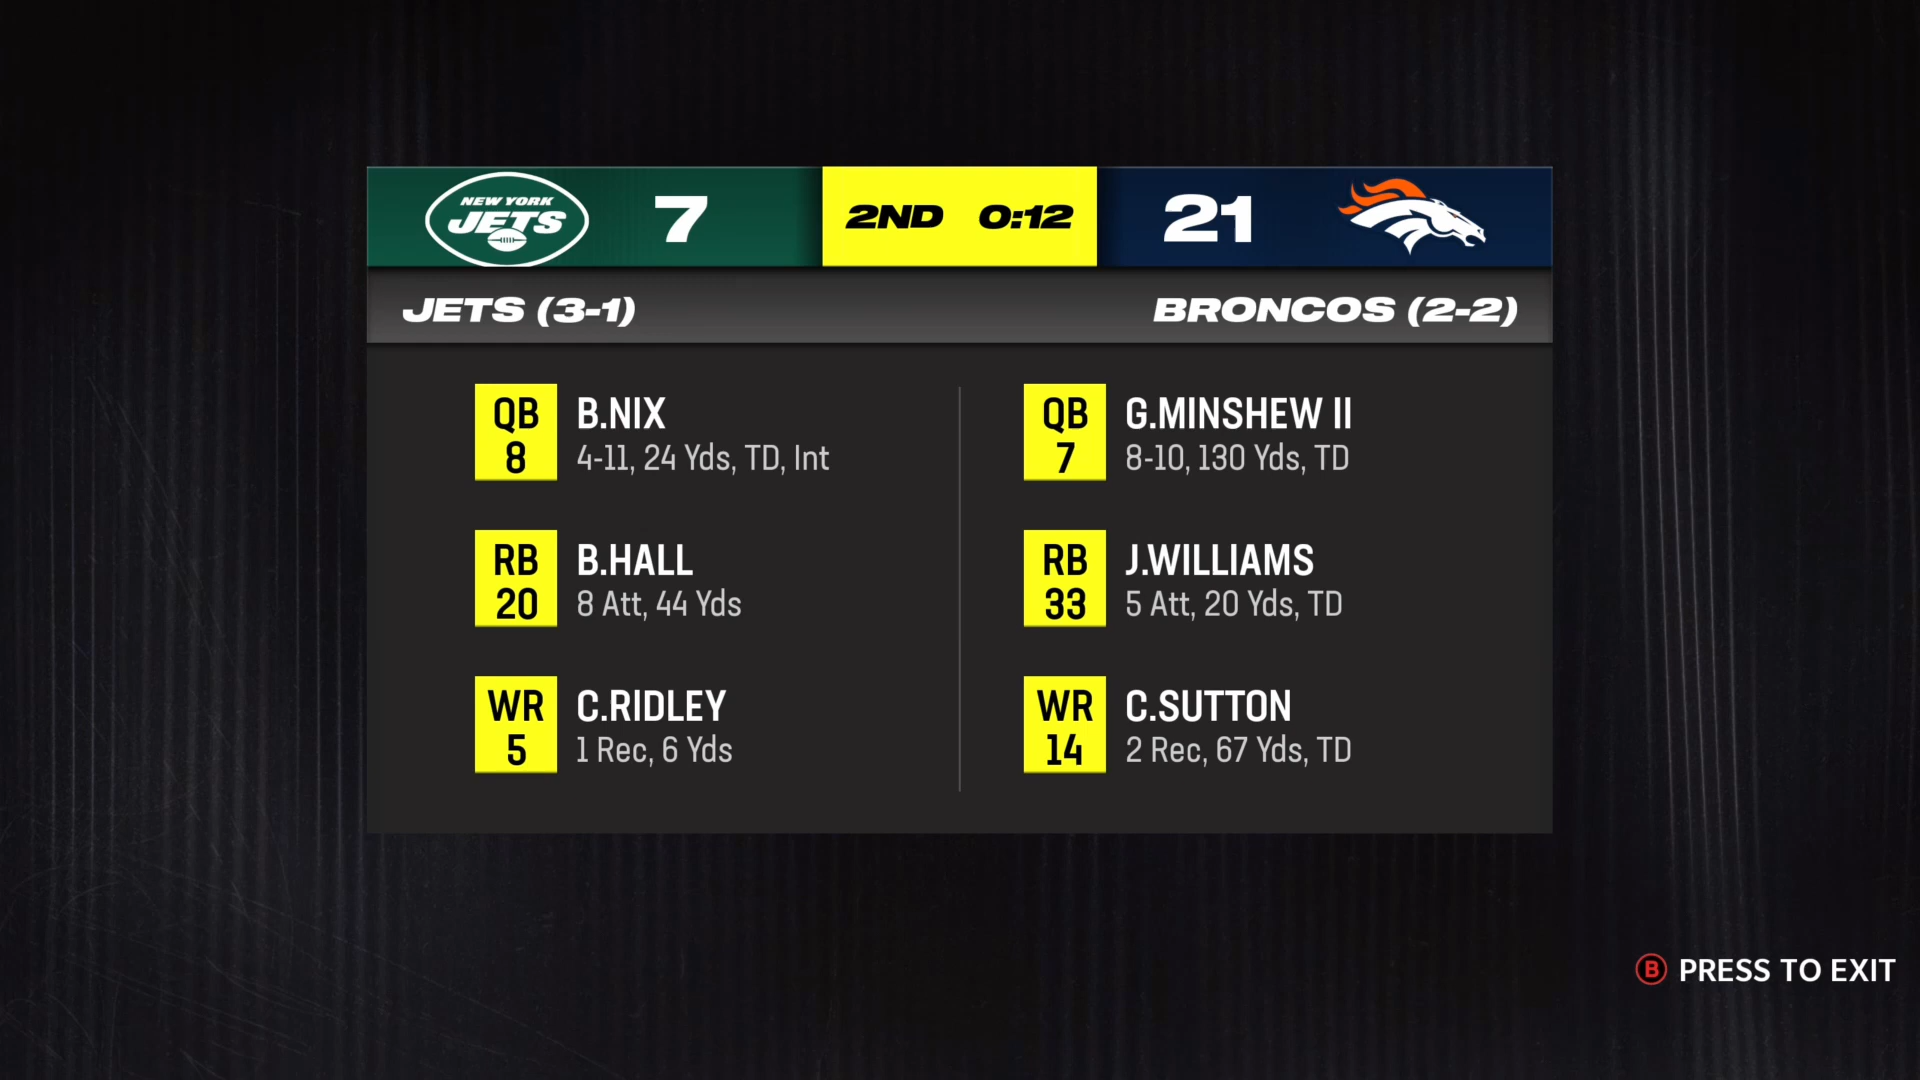 NEW YORK
JETS
7
2ND 0:12
21
JETS (3-1)
BRONCOS (2-2)
QB
8
B.NIX
4-11, 24 Yds, TD, Int
RB
20
B.HALL
8 Att, 44 Yds
WR
5
C.RIDLEY
1 Rec, 6 Yds
QB
7
G.MINSHEW II
8-10, 130 Yds, TD
RB
33
J.WILLIAMS
5 Att, 20 Yds, TD
WR
14
C.SUTTON
2 Rec, 67 Yds, TD
B PRESS TO EXIT